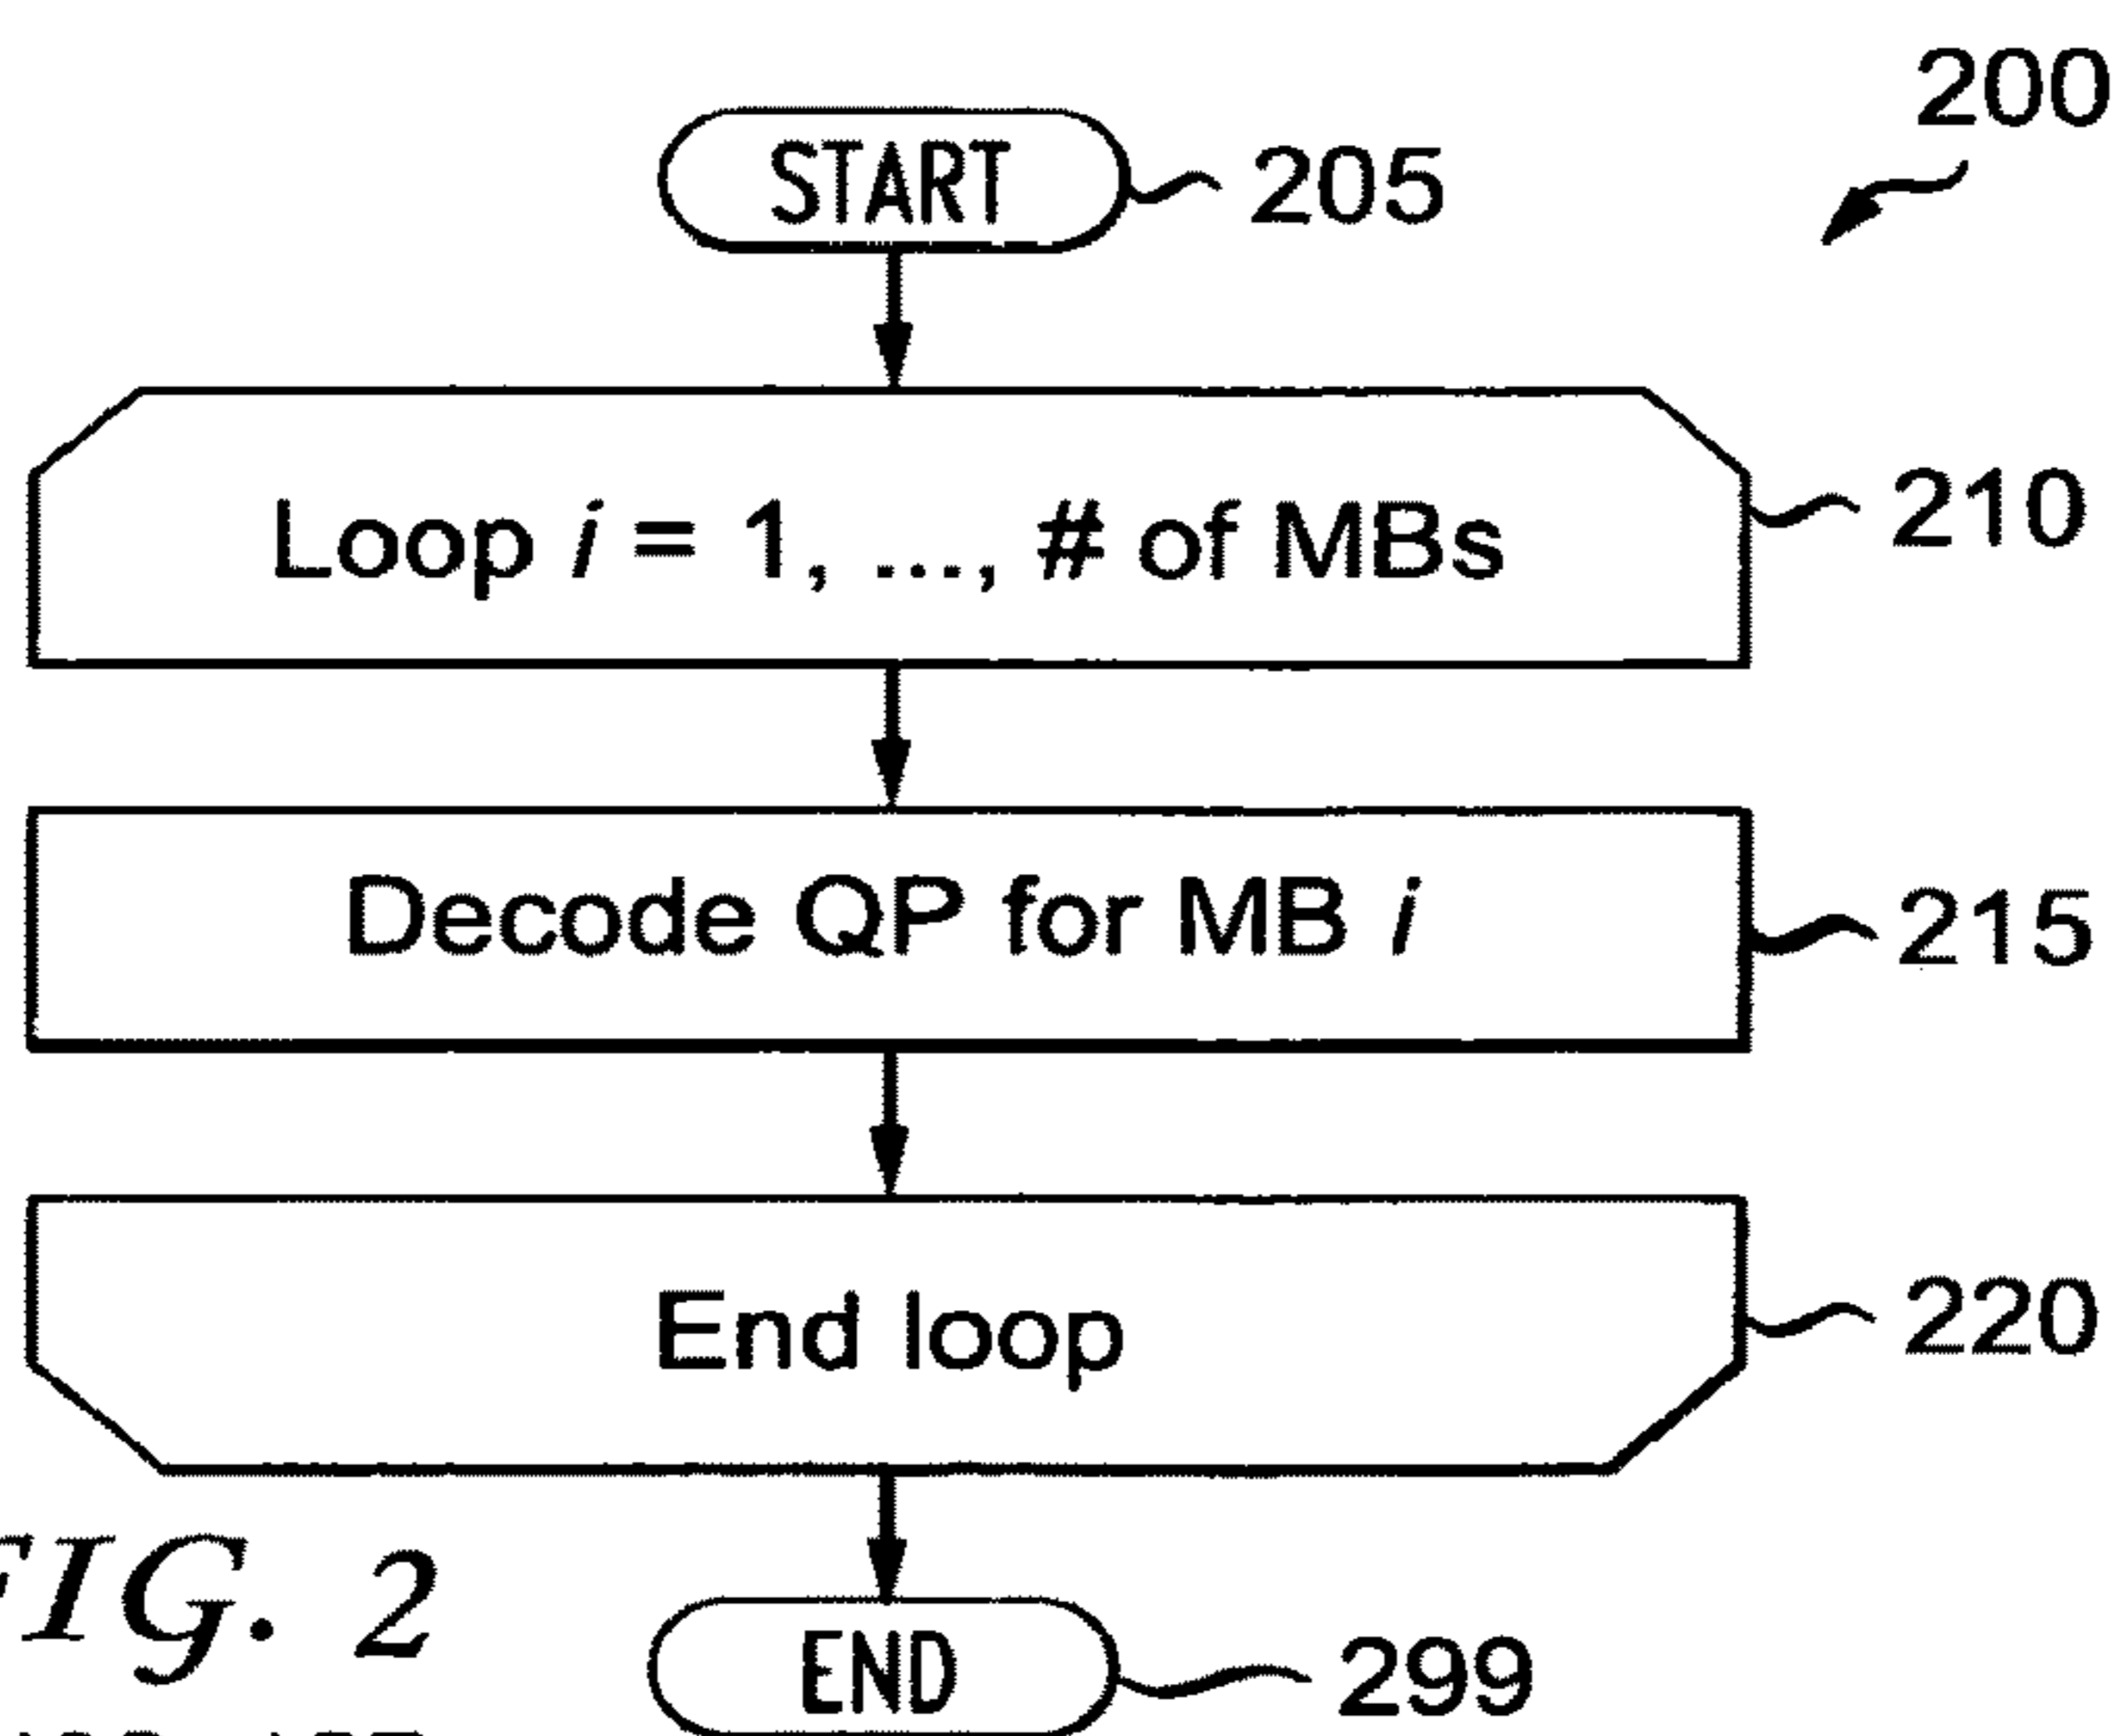 200
START 205
Loop i = 1, ..., # of MBs 210
Decode QP for MB i 215
End loop 220
FIG. 2
END 299